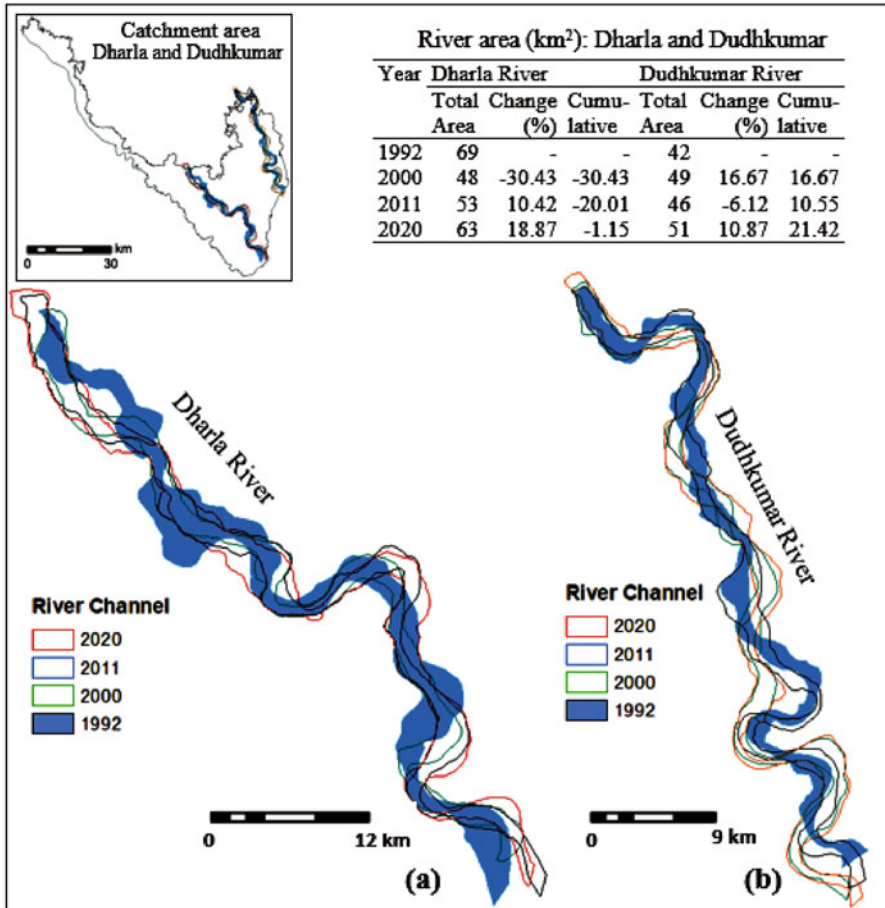 Catchment area
Dharla and Dudhkumar
km
0 30
River area (km²): Dharla and Dudhkumar
Year Dharla River Dudhkumar River
Total Change Cumu- Total Change Cumu-
Area (%) lative Area (%) lative
1992 69 - - 42 - -
2000 48 -30.43 -30.43 49 16.67 16.67
2011 53 10.42 -20.01 46 -6.12 10.55
2020 63 18.87 -1.15 51 10.87 21.42
Dharla River
River Channel
2020
2011
2000
1992
0 12 km
(a)
Dudhkumar River
River Channel
2020
2011
2000
1992
0 9 km
(b)